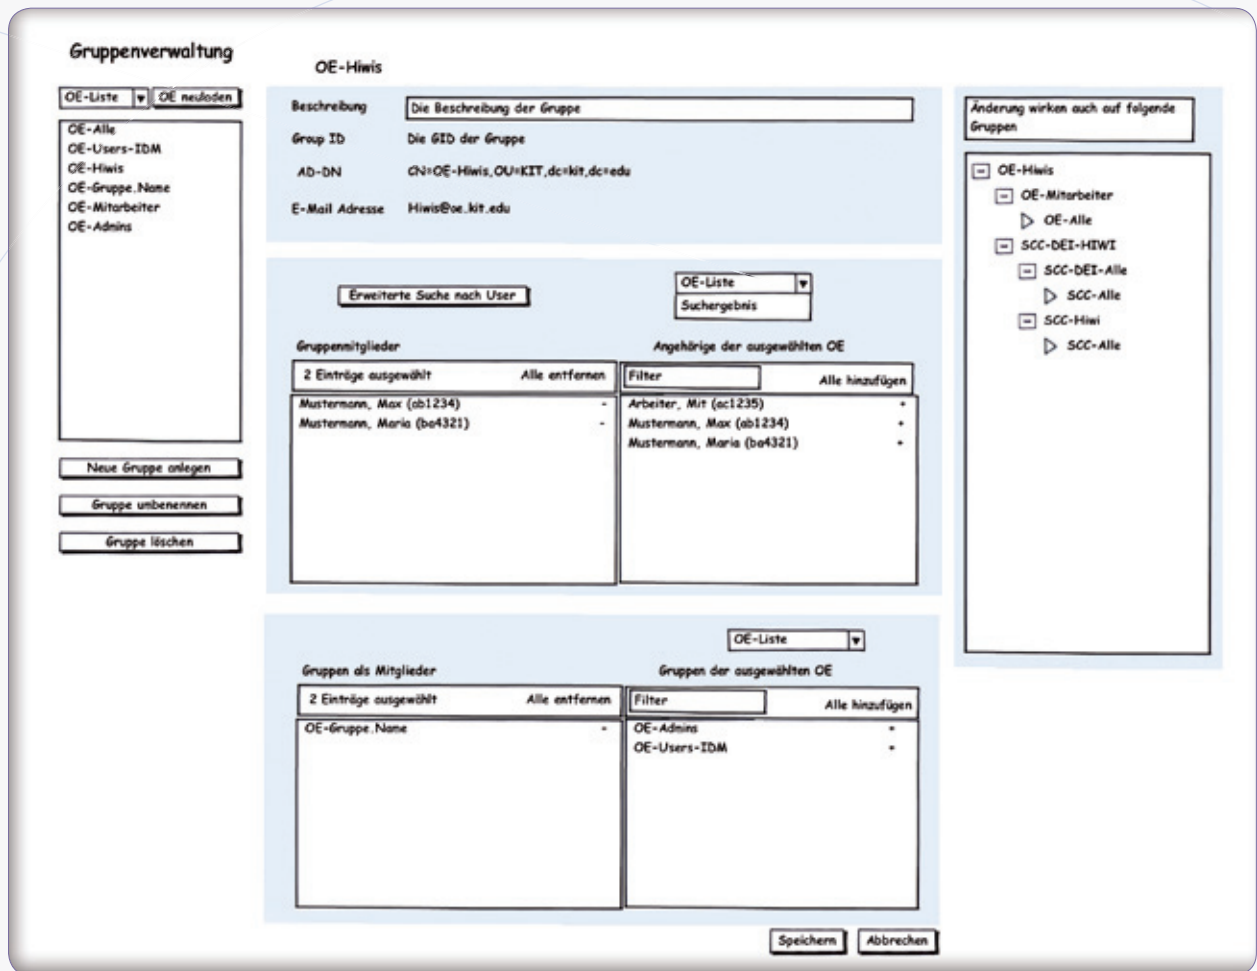 Gruppenverwaltung
OE-Liste
OE neuladen
OE-Alle
OE-Users-IDM
OE-Hiwis
OE-Gruppe.Name
OE-Mitarbeiter
OE-Admins
Neue Gruppe anlegen
Gruppe umbenennen
Gruppe löschen
OE-Hiwis
Beschreibung Die Beschreibung der Gruppe
Group ID Die GID der Gruppe
AD-DN CN=OE-Hiwis,OU=KIT,dc=kit,dc=edu
E-Mail Adresse Hiwis@oe.kit.edu
Erweiterte Suche nach User
OE-Liste
Suchergebnis
Gruppenmitglieder
2 Einträge ausgewählt Alle entfernen
Mustermann, Max (ab1234) -
Mustermann, Maria (ba4321) -
Angehörige der ausgewählten OE
Filter Alle hinzufügen
Arbeiter, Mit (ac1235) +
Mustermann, Max (ab1234) +
Mustermann, Maria (ba4321) +
OE-Liste
Gruppen als Mitglieder
2 Einträge ausgewählt Alle entfernen
OE-Gruppe.Name -
Gruppen der ausgewählten OE
Filter Alle hinzufügen
OE-Admins +
OE-Users-IDM +
Speichern Abbrechen
Änderung wirken auch auf folgende
Gruppen
OE-Hiwis
OE-Mitarbeiter
OE-Alle
SCC-DEI-HIWI
SCC-DEI-Alle
SCC-Alle
SCC-Hiwi
SCC-Alle